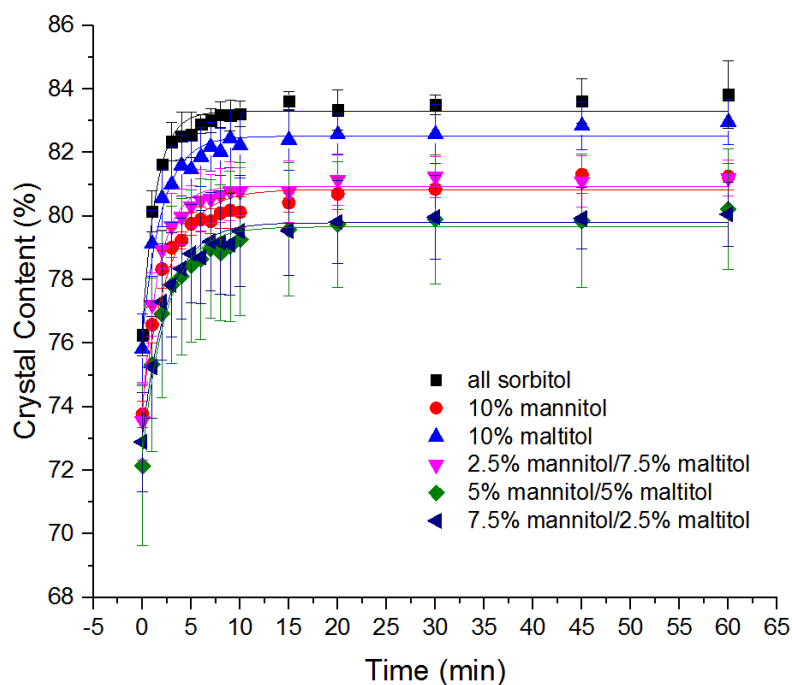 86
84
82
80
78
76
74
72
70
68
Crystal Content (%)
all sorbitol
10% mannitol
10% maltitol
2.5% mannitol/7.5% maltitol
5% mannitol/5% maltitol
7.5% mannitol/2.5% maltitol
-5 0 5 10 15 20 25 30 35 40 45 50 55 60 65
Time (min)